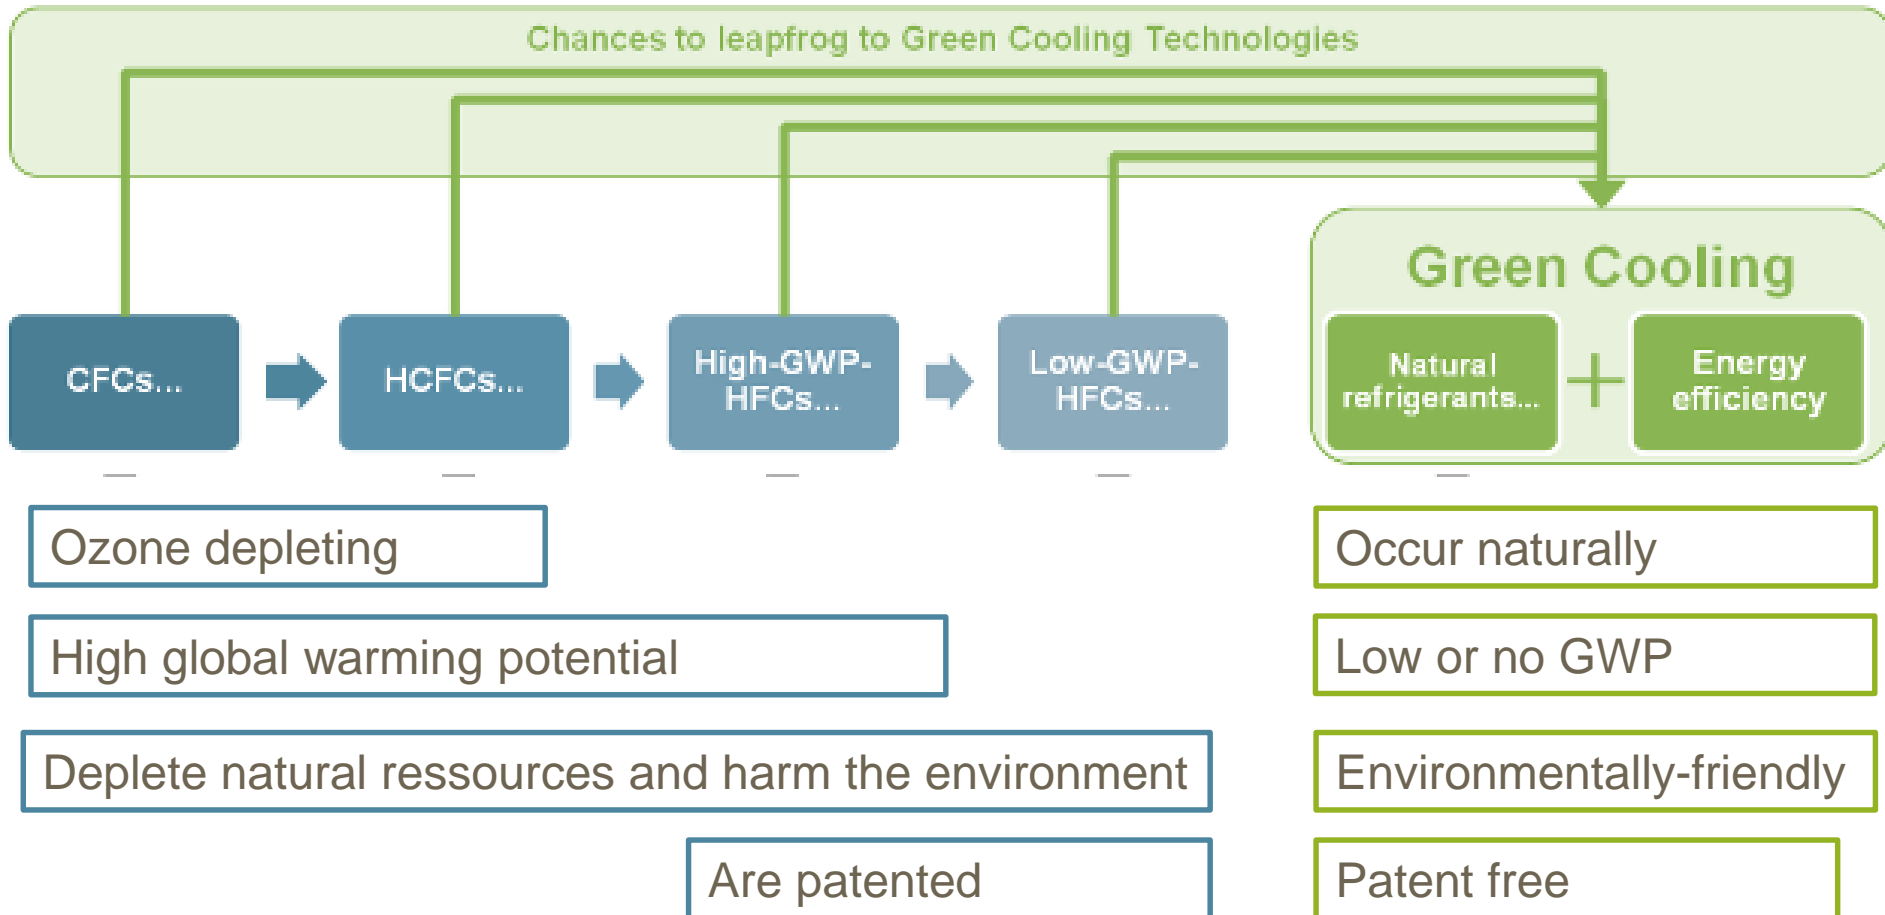 Chances to leapfrog to Green Cooling Technologies
Green Cooling
CFCs...
HCFCs...
High-GWP-
HFCs...
Low-GWP-
HFCs...
Natural
refrigerants...
+
Energy
efficiency
Ozone depleting
Occur naturally
High global warming potential
Low or no GWP
Deplete natural ressources and harm the environment
Environmentally-friendly
Are patented
Patent free